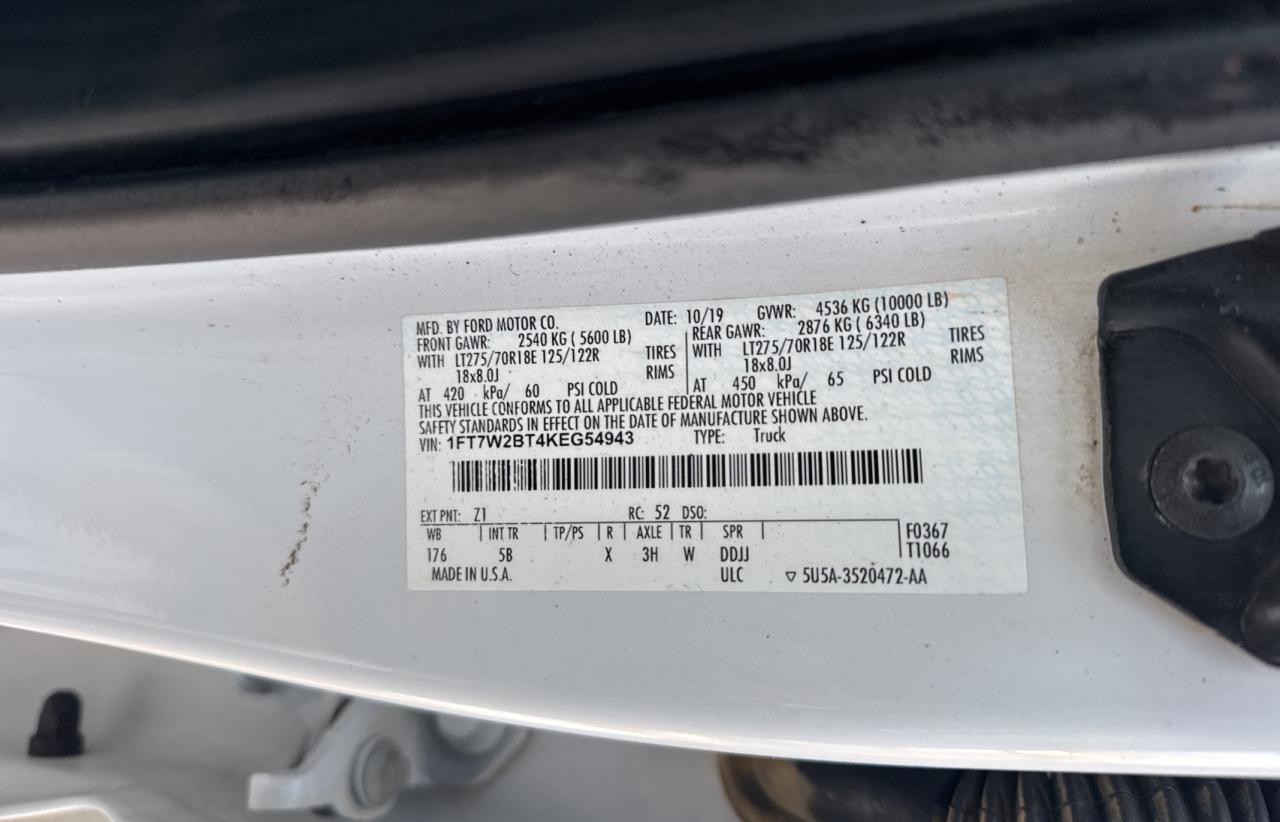 MFD. BY FORD MOTOR CO. DATE: 10/19 GVWR: 4536 KG (10000 LB)
FRONT GAWR: 2540 KG ( 5600 LB) REAR GAWR: 2876 KG ( 6340 LB)
WITH LT275/70R18E 125/122R TIRES WITH LT275/70R18E 125/122R TIRES
18x8.0J RIMS 18x8.0J RIMS
AT 420 kPa/ 60 PSI COLD AT 450 kPa/ 65 PSI COLD
THIS VEHICLE CONFORMS TO ALL APPLICABLE FEDERAL MOTOR VEHICLE
SAFETY STANDARDS IN EFFECT ON THE DATE OF MANUFACTURE SHOWN ABOVE.
VIN: 1FT7W2BT4KEG54943 TYPE: Truck
EXT PNT: Z1 RC: 52 DSO:
WB INT TR TP/PS R AXLE TR SPR F0367
176 5B X 3H W DDJJ T1066
MADE IN U.S.A. ULC ▽ 5U5A-3520472-AA